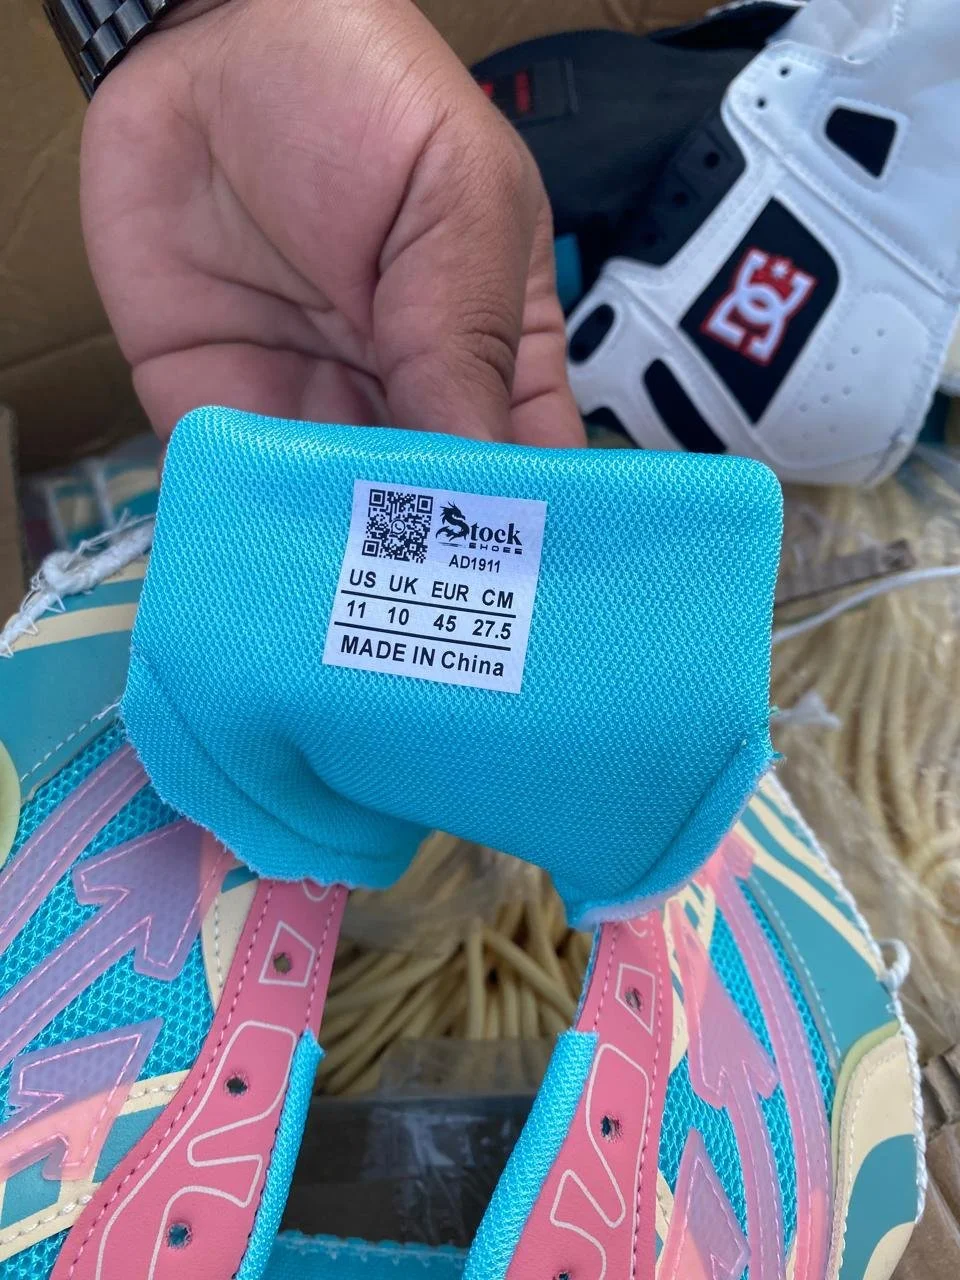 Stock
SHOES
AD1911
US UK EUR CM
11 10 45 27.5
MADE IN China
DC